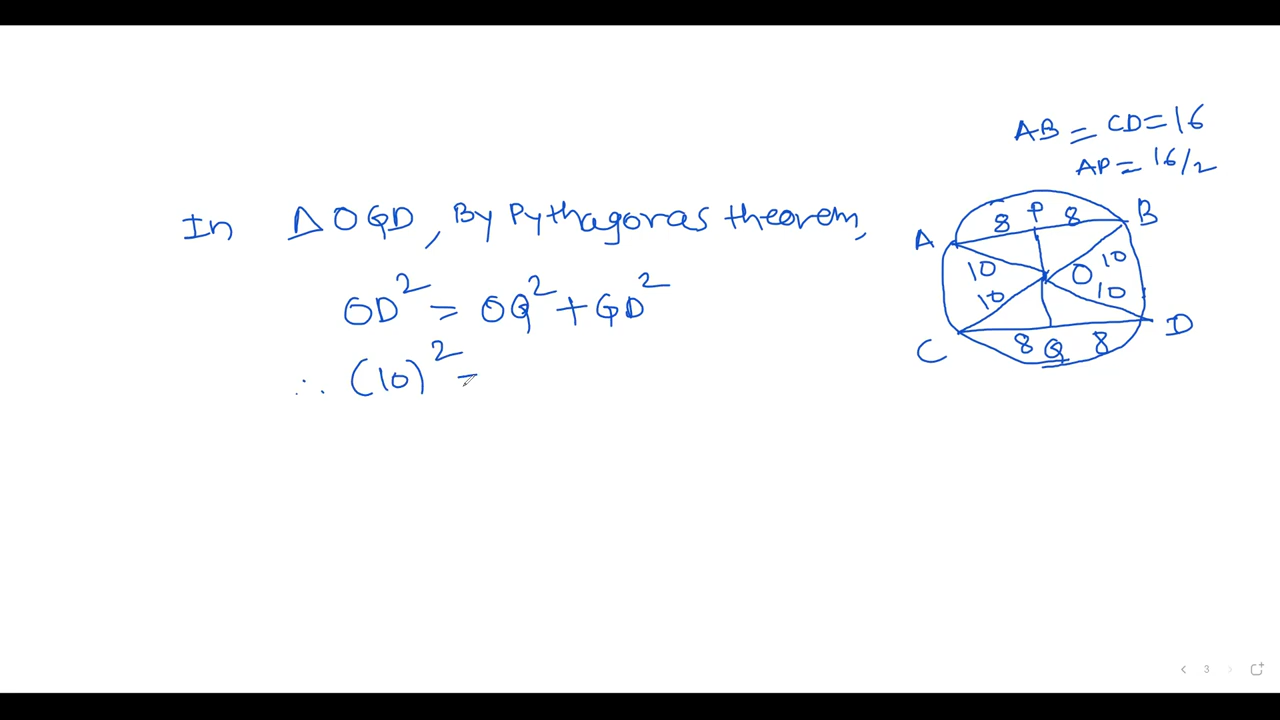 AB = CD = 16
AP = 16/2
In △OQD, By Pythagoras theorem,
OD² = OQ² + QD²
∴ (10)² =
A
8 P 8
B
10 O 10
10 10
C
8 Q 8
D
3